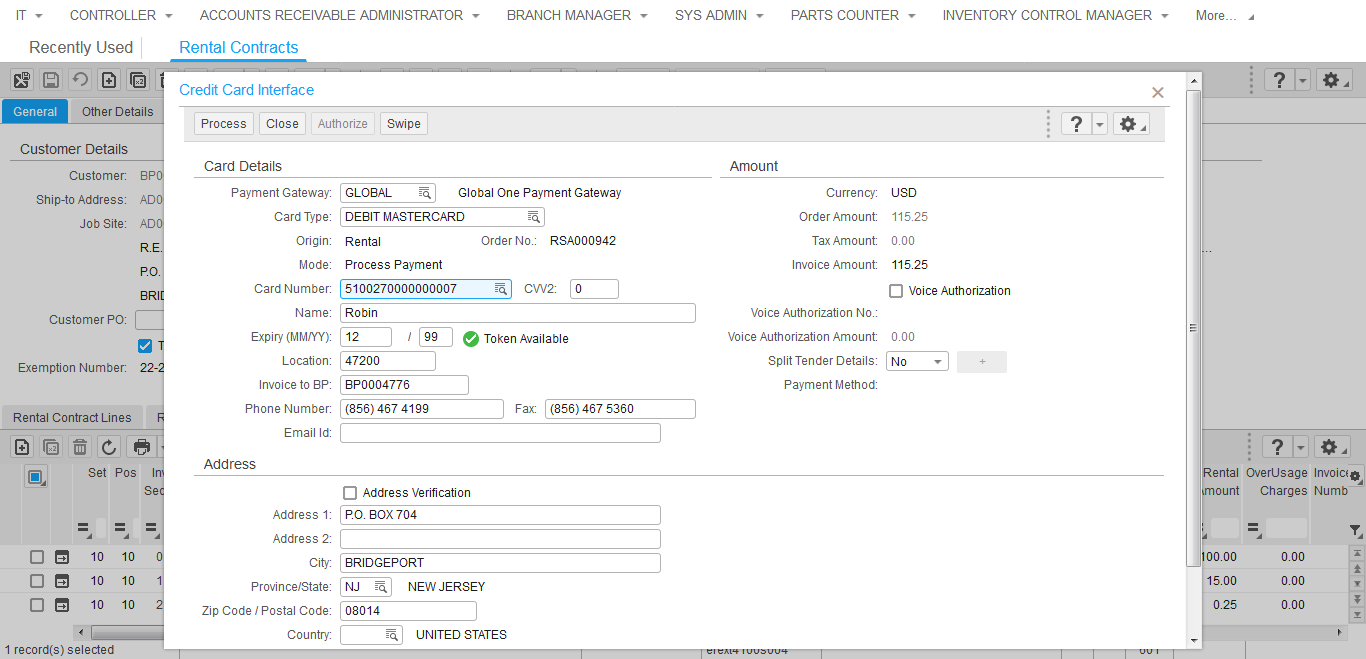 IT CONTROLLER ACCOUNTS RECEIVABLE ADMINISTRATOR BRANCH MANAGER SYS ADMIN PARTS COUNTER INVENTORY CONTROL MANAGER More...
Recently Used Rental Contracts
Credit Card Interface
General Other Details
Process Close Authorize Swipe
Customer Details
Card Details Amount
Customer: BP0
Payment Gateway: GLOBAL Global One Payment Gateway Currency: USD
Ship-to Address: AD0
Card Type: DEBIT MASTERCARD Order Amount: 115.25
Job Site: AD0
Origin: Rental Order No.: RSA000942 Tax Amount: 0.00
R.E.
Mode: Process Payment Invoice Amount: 115.25
P.O.
Card Number: 5100270000000007 CVV2: 0 Voice Authorization
BRID
Name: Robin Voice Authorization No.:
Customer PO:
Expiry (MM/YY): 12 / 99 Token Available Voice Authorization Amount: 0.00
Location: 47200 Split Tender Details: No +
Exemption Number: 22-2
Invoice to BP: BP0004776 Payment Method:
Phone Number: (856) 467 4199 Fax: (856) 467 5360
Rental Contract Lines R
Email Id:
Address
Set Pos Inv Rental OverUsage Invoice
Sec Amount Charges Numb
Address Verification
Address 1: P.O. BOX 704
Address 2:
10 10 0 100.00 0.00
City: BRIDGEPORT
10 10 1 15.00 0.00
Province/State: NJ NEW JERSEY
10 10 2 0.25 0.00
Zip Code / Postal Code: 08014
Country: UNITED STATES
1 record(s) selected erext4100s004 601